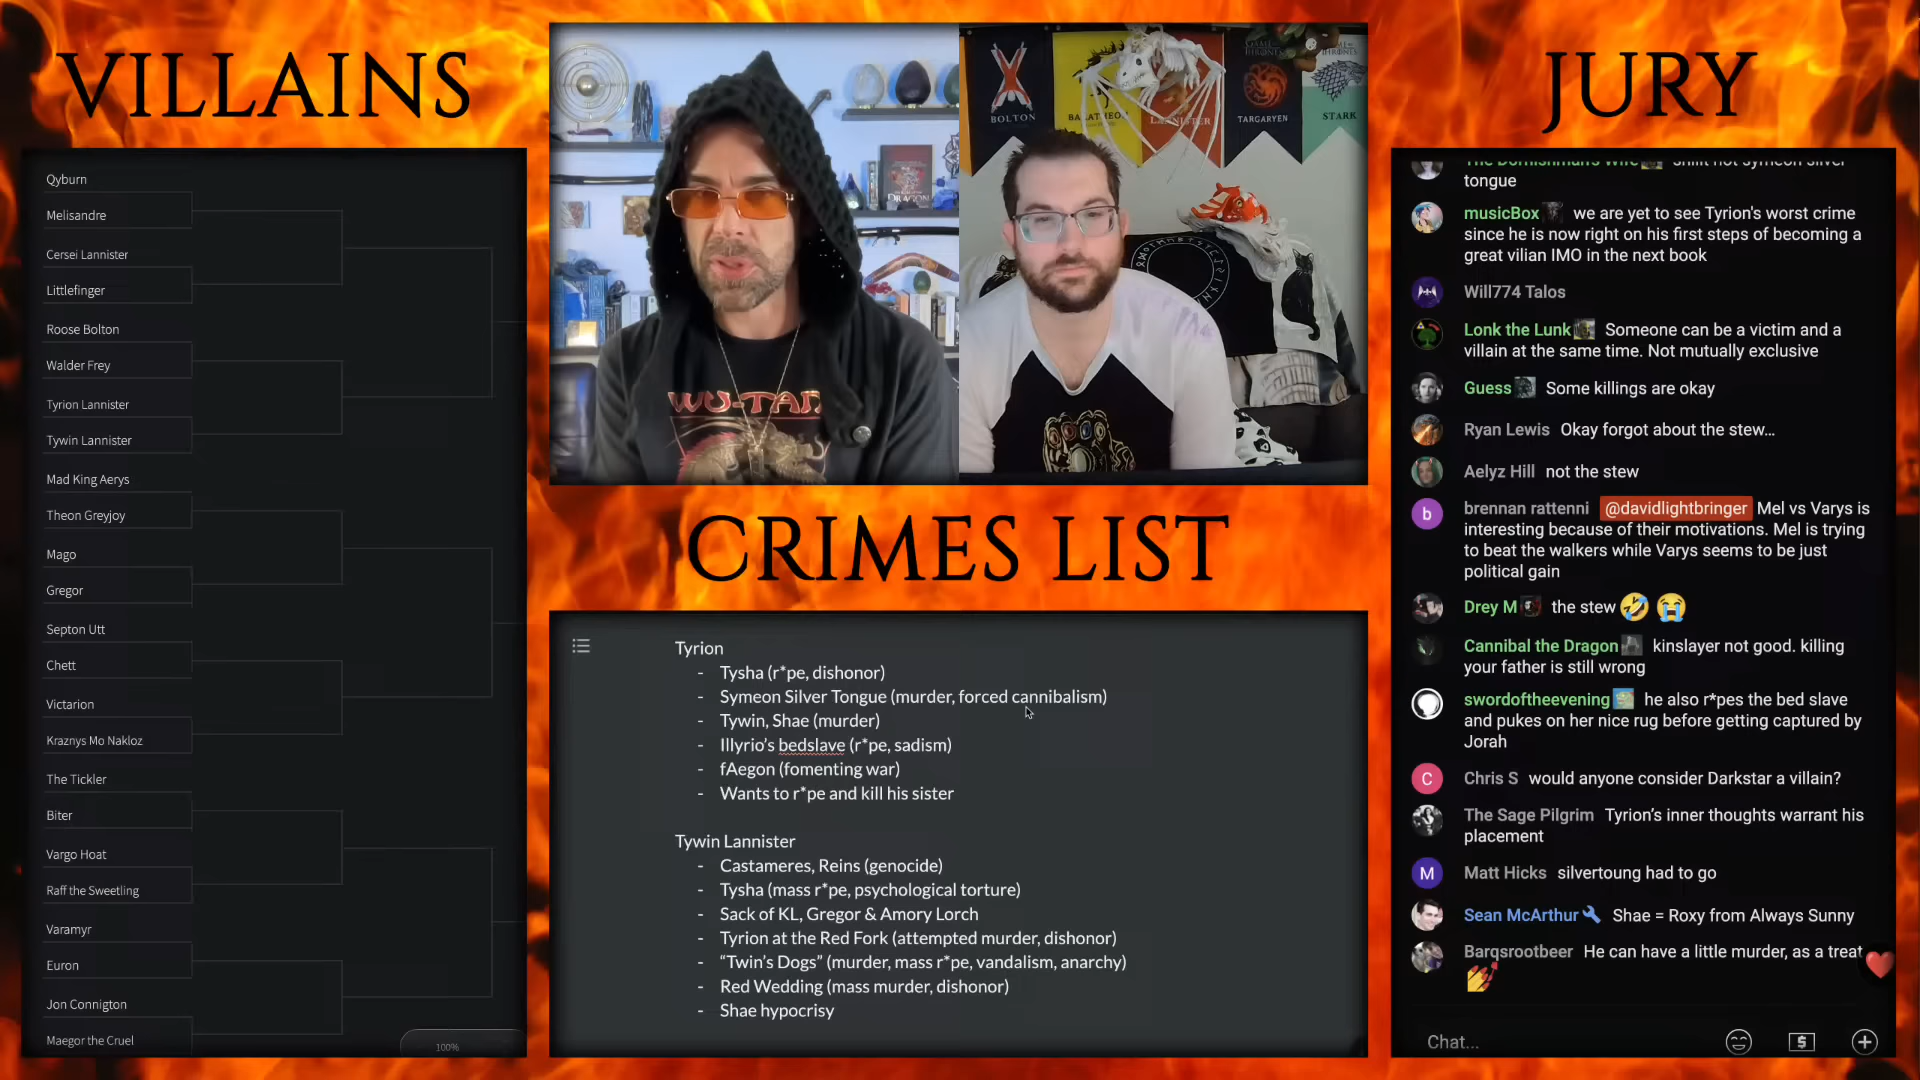 VILLAINS
Qyburn
Melisandre
Cersei Lannister
Littlefinger
Roose Bolton
Walder Frey
Tyrion Lannister
Tywin Lannister
Mad King Aerys
Theon Greyjoy
Mago
Gregor
Septon Utt
Chett
Victarion
Kraznys Mo Nakloz
The Tickler
Biter
Vargo Hoat
Raff the Sweetling
Varamyr
Euron
Jon Connigton
Maegor the Cruel
100%
DRAGON
WU-TAN
BOLTON
BARATHEON
LANNISTER
TARGARYEN
STARK
CRIMES LIST
Tyrion
- Tysha (r*pe, dishonor)
- Symeon Silver Tongue (murder, forced cannibalism)
- Tywin, Shae (murder)
- Illyrio's bedslave (r*pe, sadism)
- fAegon (fomenting war)
- Wants to r*pe and kill his sister
Tywin Lannister
- Castameres, Reins (genocide)
- Tysha (mass r*pe, psychological torture)
- Sack of KL, Gregor & Amory Lorch
- Tyrion at the Red Fork (attempted murder, dishonor)
- “Twin's Dogs” (murder, mass r*pe, vandalism, anarchy)
- Red Wedding (mass murder, dishonor)
- Shae hypocrisy
JURY
The Dornishman's Wife shhit not symeon silver
tongue
musicBox we are yet to see Tyrion's worst crime
since he is now right on his first steps of becoming a
great vilian IMO in the next book
Will774 Talos
Lonk the Lunk Someone can be a victim and a
villain at the same time. Not mutually exclusive
Guess Some killings are okay
Ryan Lewis Okay forgot about the stew...
Aelyz Hill not the stew
b brennan rattenni @davidlightbringer Mel vs Varys is
interesting because of their motivations. Mel is trying
to beat the walkers while Varys seems to be just
political gain
Drey M the stew 🤣 😭
Cannibal the Dragon kinslayer not good. killing
your father is still wrong
swordoftheevening he also r*pes the bed slave
and pukes on her nice rug before getting captured by
Jorah
C Chris S would anyone consider Darkstar a villain?
The Sage Pilgrim Tyrion's inner thoughts warrant his
placement
M Matt Hicks silvertoung had to go
Sean McArthur Shae = Roxy from Always Sunny
Barqsrootbeer He can have a little murder, as a treat
💅
Chat...